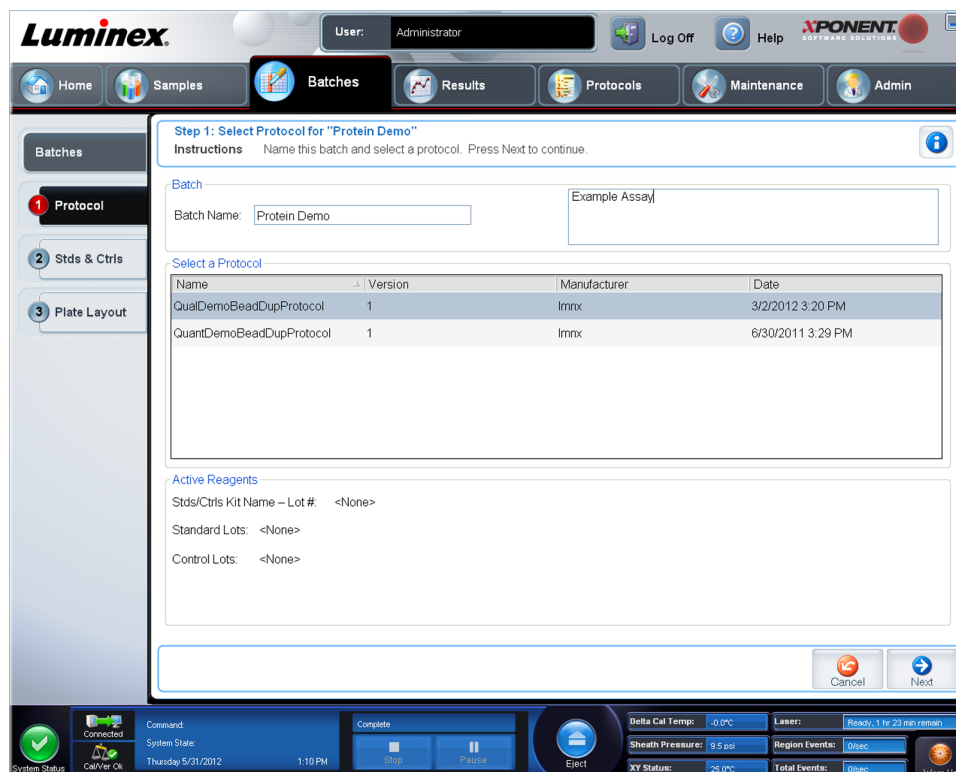 Luminex.
User: Administrator
Log Off
Help
XPONENT.
SOFTWARE SOLUTIONS
Home
Samples
Batches
Results
Protocols
Maintenance
Admin
Batches
1 Protocol
2 Stds & Ctrls
3 Plate Layout
Step 1: Select Protocol for "Protein Demo"
Instructions Name this batch and select a protocol. Press Next to continue.
Batch
Batch Name: Protein Demo
Example Assay
Select a Protocol
Name Version Manufacturer Date
QualDemoBeadDupProtocol 1 lmnx 3/2/2012 3:20 PM
QuantDemoBeadDupProtocol 1 lmnx 6/30/2011 3:29 PM
Active Reagents
Stds/Ctrls Kit Name – Lot #: <None>
Standard Lots: <None>
Control Lots: <None>
Cancel
Next
System Status
Connected
Cal/Ver Ok
Command:
System State:
Thursday 5/31/2012 1:10 PM
Complete
Stop
Pause
Eject
Delta Cal Temp: -0.0°C
Sheath Pressure: 9.5 psi
XY Status: 25.0°C
Laser: Ready, 1 hr 23 min remain
Region Events: 0/sec
Total Events: 0/sec